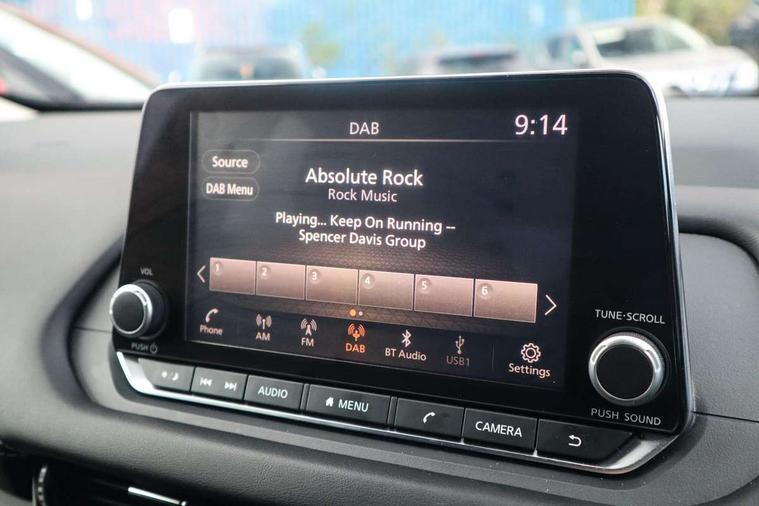 DAB
9:14
Source
DAB Menu
Absolute Rock
Rock Music
Playing... Keep On Running --
Spencer Davis Group
1
2
3
4
5
6
Phone
AM
FM
DAB
BT Audio
USB1
Settings
VOL
PUSH
TUNE·SCROLL
PUSH SOUND
AUDIO
MENU
CAMERA